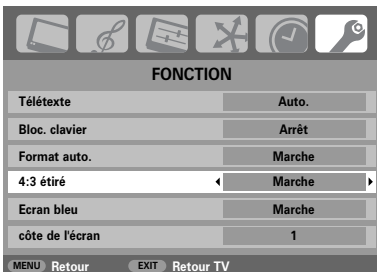 FONCTION
Télétexte Auto.
Bloc. clavier Arrêt
Format auto. Marche
4:3 étiré Marche
Ecran bleu Marche
côte de l'écran 1
MENU Retour EXIT Retour TV